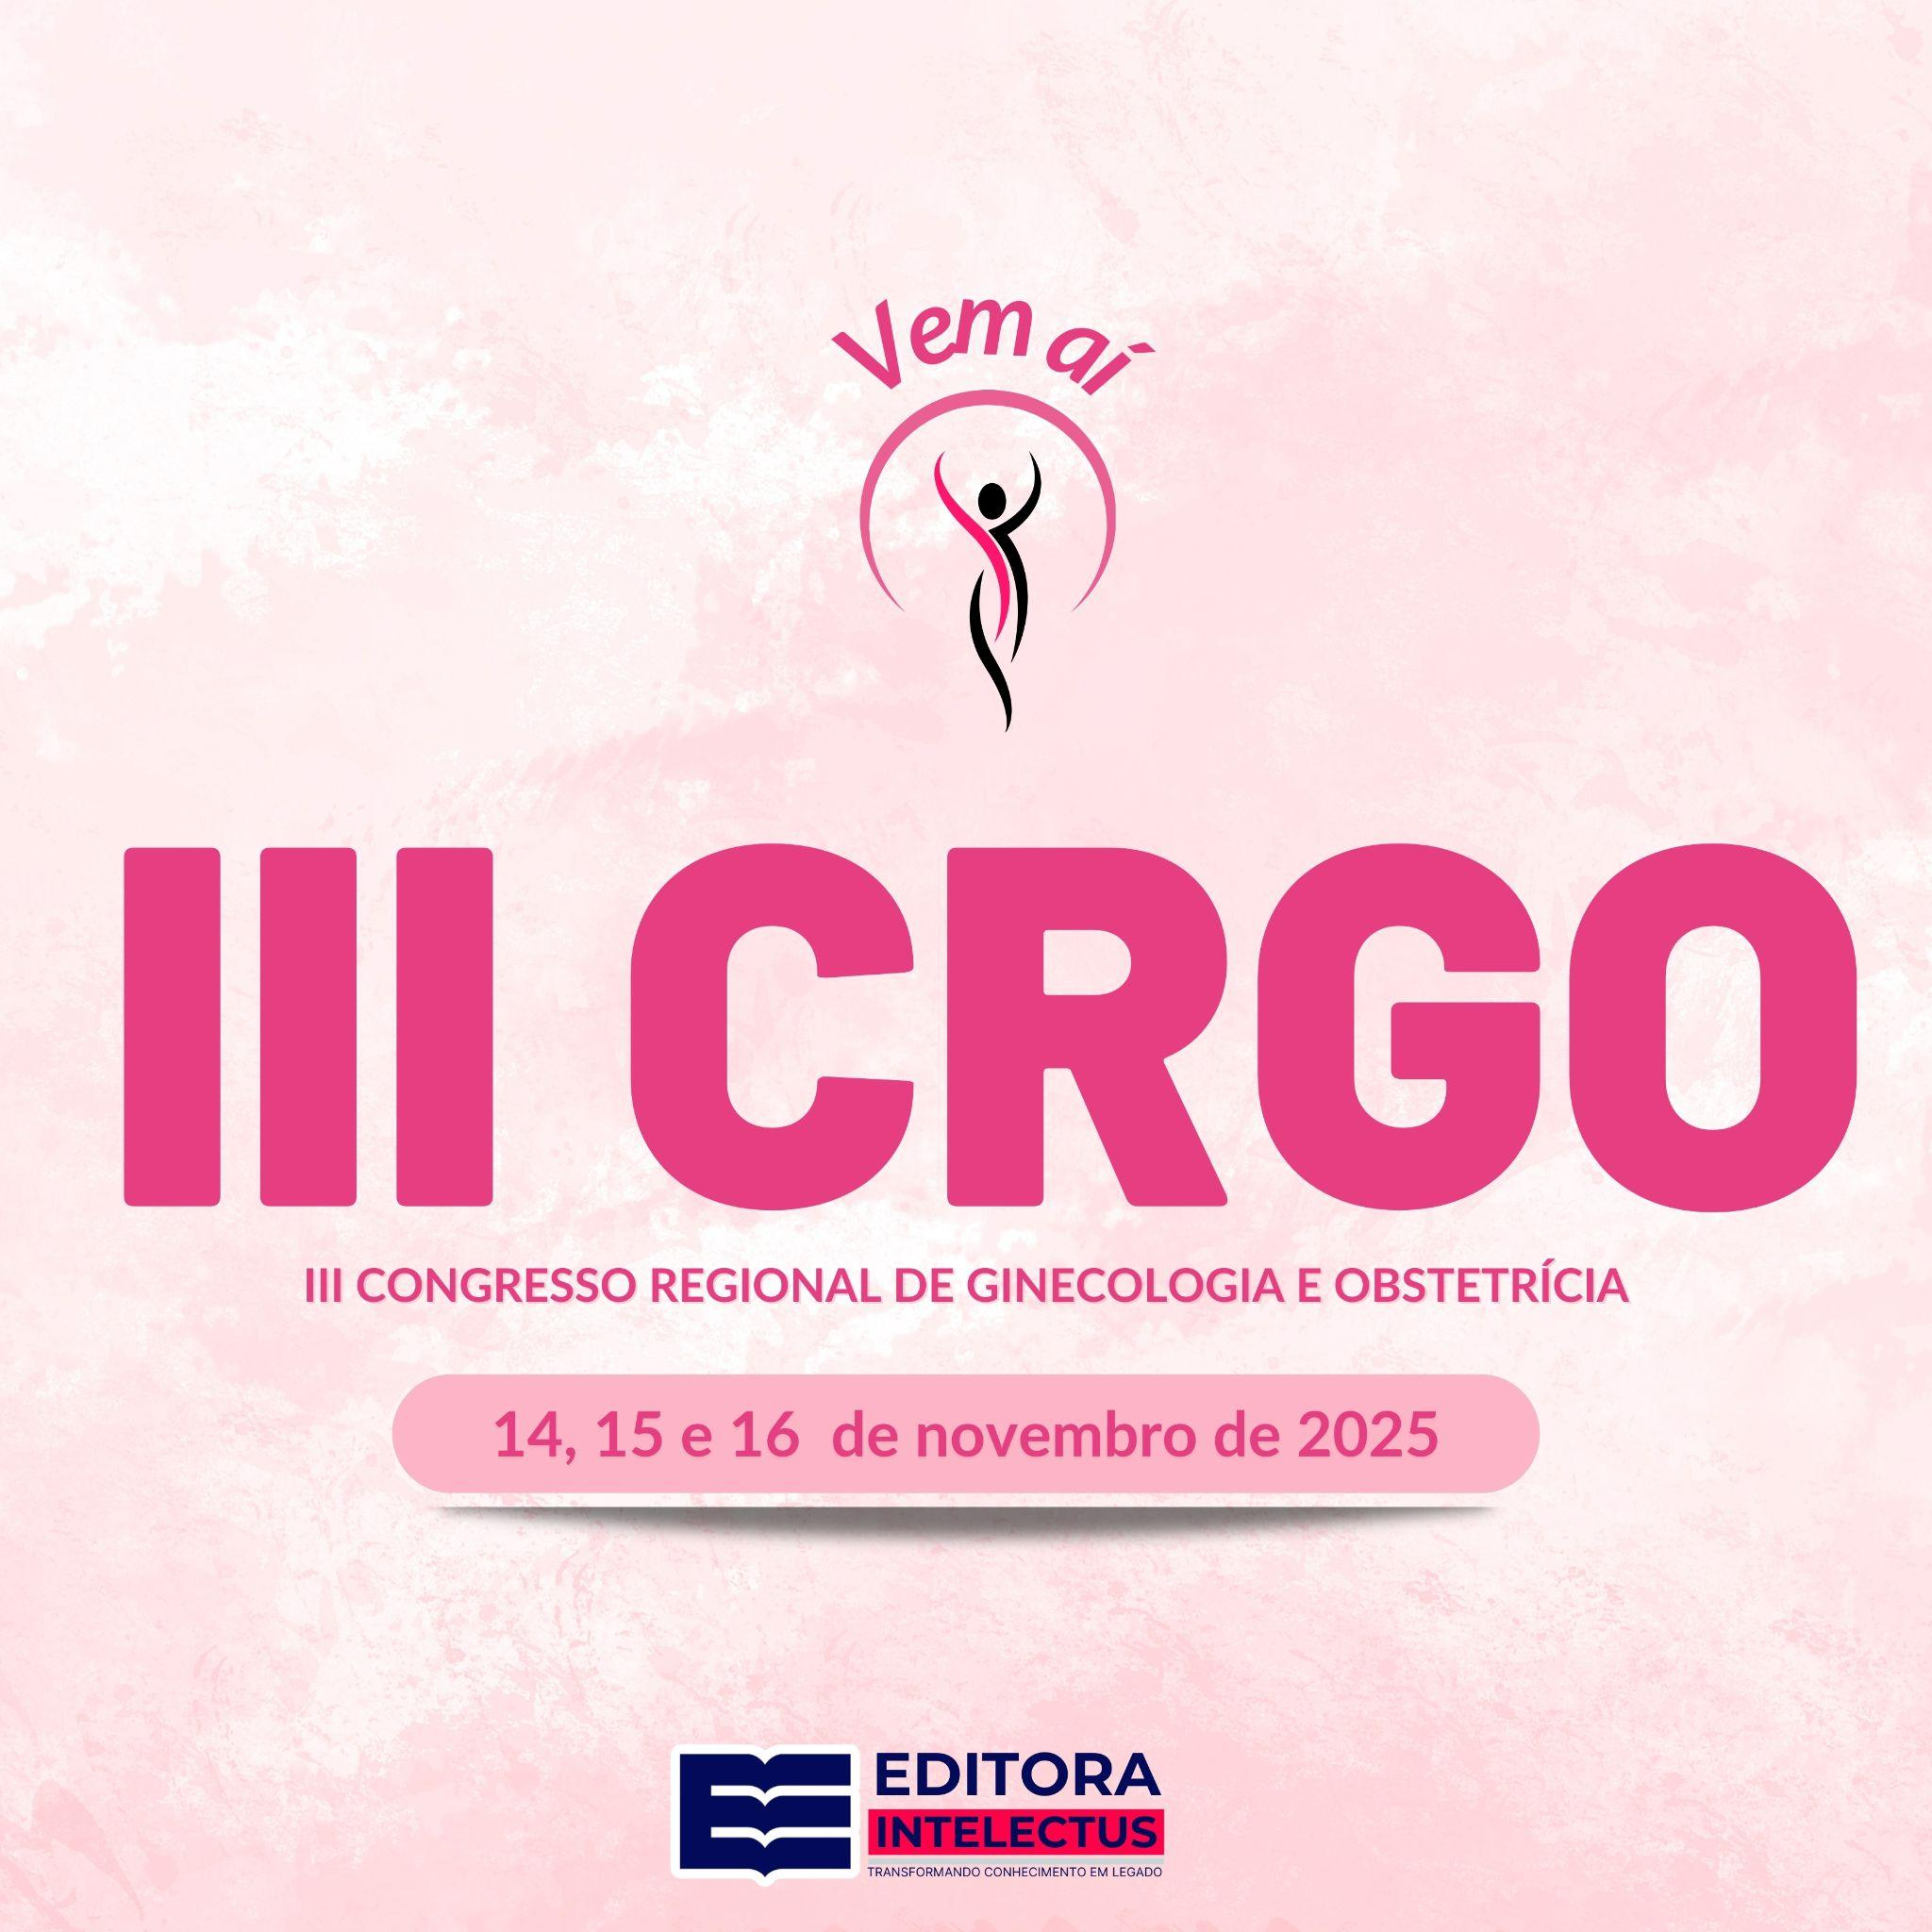 Vem aí
III CRGO
III CONGRESSO REGIONAL DE GINECOLOGIA E OBSTETRÍCIA
14, 15 e 16 de novembro de 2025
EDITORA
INTELECTUS
TRANSFORMANDO CONHECIMENTO EM LEGADO